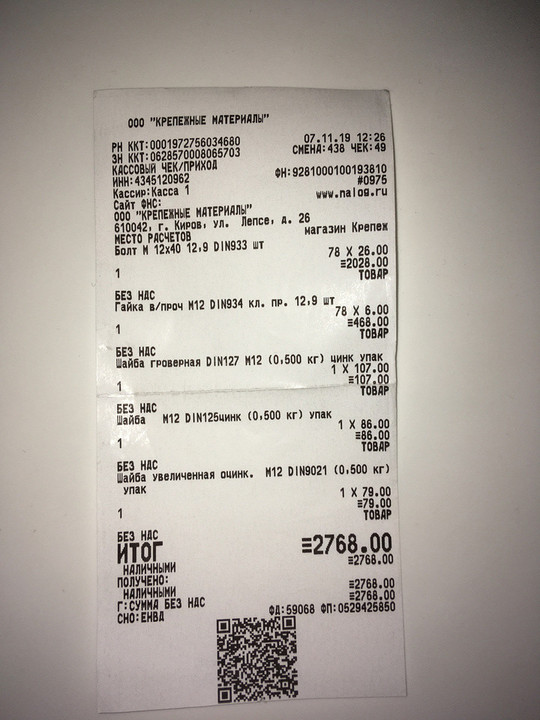 ООО "КРЕПЕЖНЫЕ МАТЕРИАЛЫ"
РН ККТ:0001972756034680 07.11.19 12:26
ЗН ККТ:0628570008065703 СМЕНА:438 ЧЕК:49
КАССОВЫЙ ЧЕК/ПРИХОД
ИНН:4345120962 ФН:9281000100193810
Кассир:Касса 1 #0975
Сайт ФНС: www.nalog.ru
ООО "КРЕПЕЖНЫЕ МАТЕРИАЛЫ"
610042, г. Киров, ул. Лепсе, д. 26
МЕСТО РАСЧЕТОВ магазин Крепеж
Болт М 12х40 12,9 DIN933 шт
78 X 26.00
≡2028.00
1 ТОВАР
БЕЗ НДС
Гайка в/проч М12 DIN934 кл. пр. 12,9 шт
78 X 6.00
≡468.00
1 ТОВАР
БЕЗ НДС
Шайба гроверная DIN127 М12 (0,500 кг) цинк упак
1 X 107.00
≡107.00
1 ТОВАР
БЕЗ НДС
Шайба М12 DIN125цинк (0,500 кг) упак
1 X 86.00
≡86.00
1 ТОВАР
БЕЗ НДС
Шайба увеличенная оцинк. М12 DIN9021 (0,500 кг)
упак
1 X 79.00
≡79.00
1 ТОВАР
БЕЗ НДС
ИТОГ ≡2768.00
НАЛИЧНЫМИ ≡2768.00
ПОЛУЧЕНО:
НАЛИЧНЫМИ ≡2768.00
Г:СУММА БЕЗ НДС ≡2768.00
СНО:ЕНВД ФД:59068 ФП:0529425850